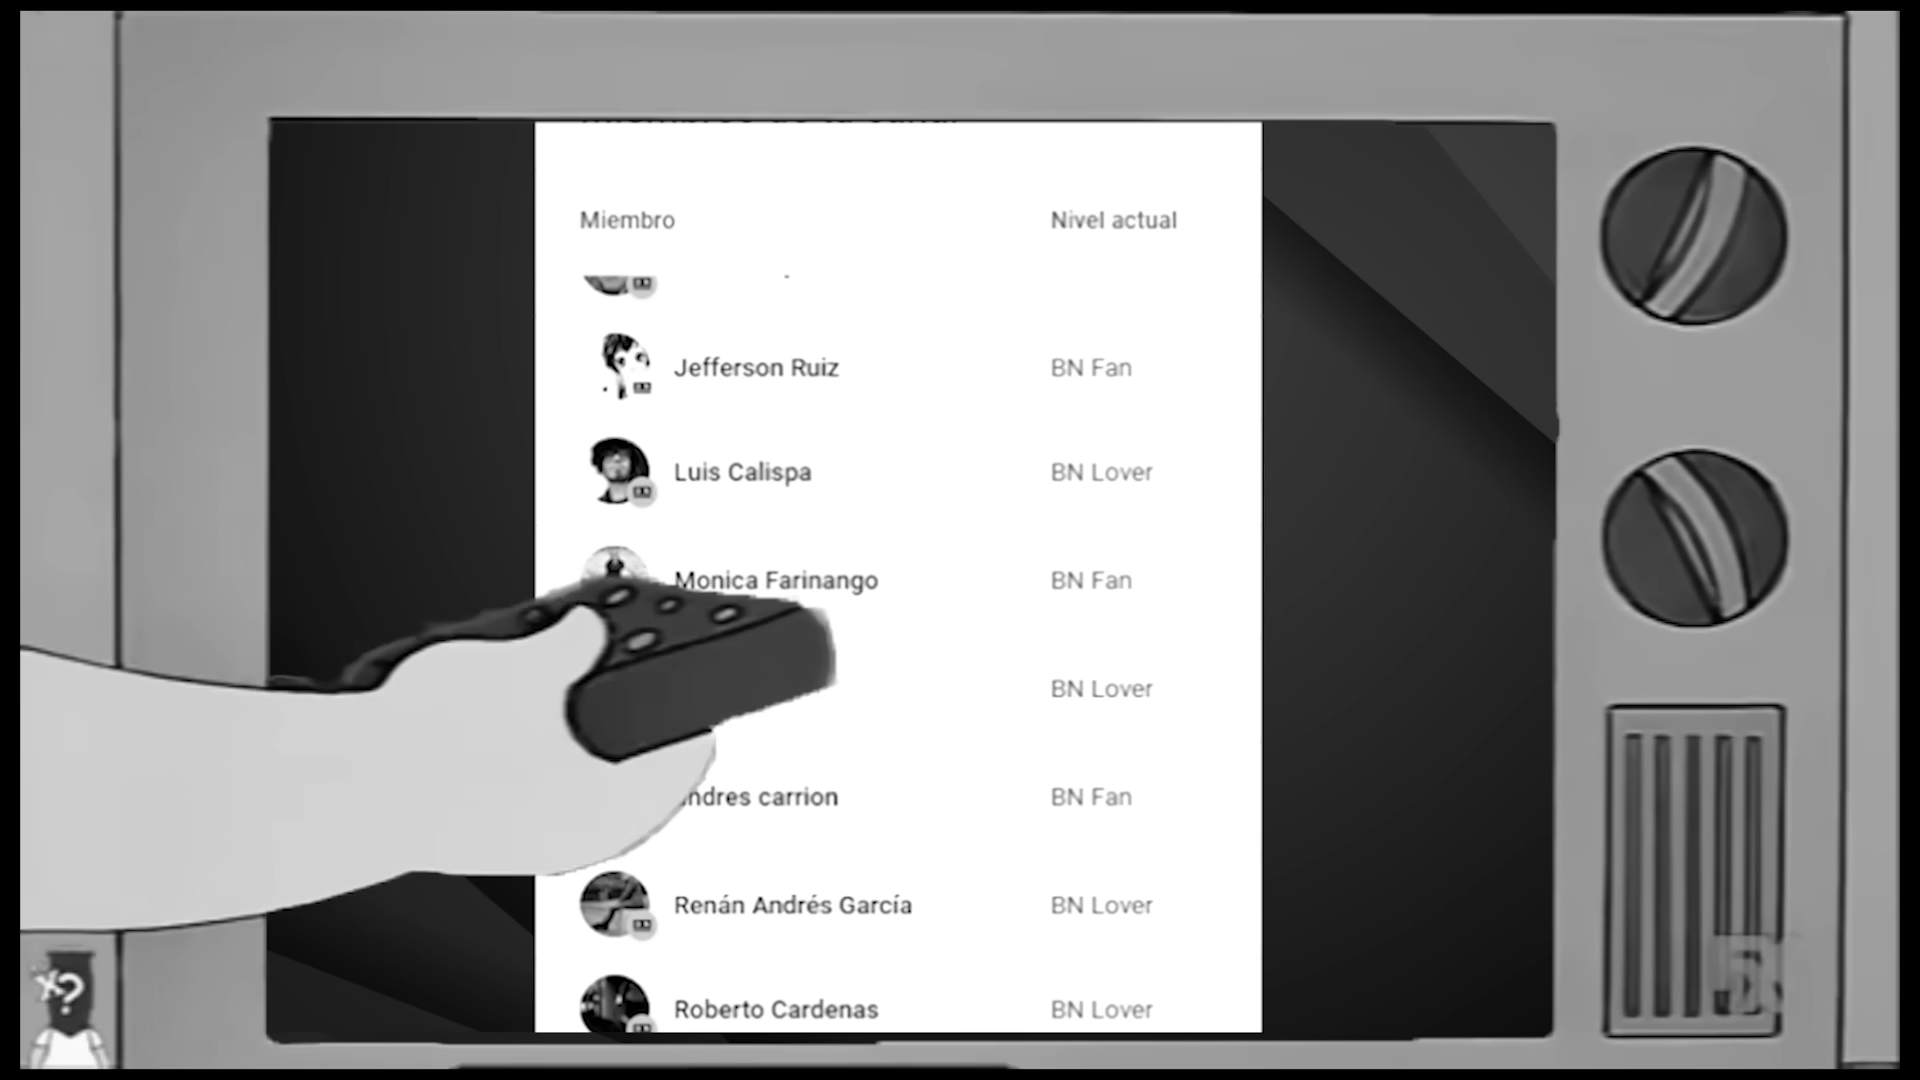 Miembro Nivel actual
Jefferson Ruiz BN Fan
Luis Calispa BN Lover
Monica Farinango BN Fan
BN Lover
carrion BN Fan
Renán Andrés García BN Lover
Roberto Cardenas BN Lover
x?